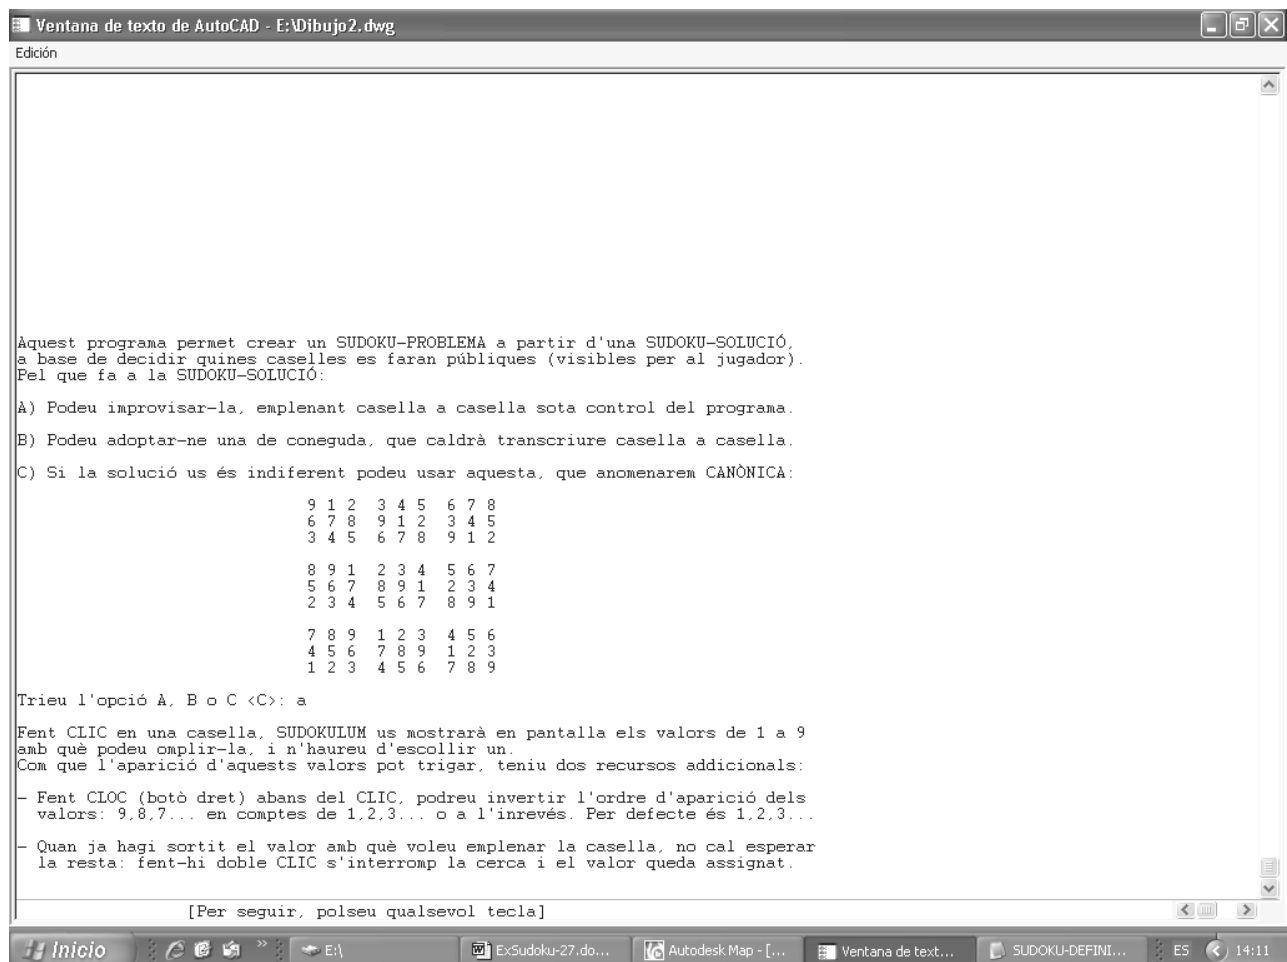 Ventana de texto de AutoCAD - E:\Dibujo2.dwg
Edición
Aquest programa permet crear un SUDOKU-PROBLEMA a partir d'una SUDOKU-SOLUCIÓ,
a base de decidir quines caselles es faran públiques (visibles per al jugador).
Pel que fa a la SUDOKU-SOLUCIÓ:
A) Podeu improvisar-la, emplenant casella a casella sota control del programa.
B) Podeu adoptar-ne una de coneguda, que caldrà transcriure casella a casella.
C) Si la solució us és indiferent podeu usar aquesta, que anomenarem CANÒNICA:
9 1 2  3 4 5  6 7 8
6 7 8  9 1 2  3 4 5
3 4 5  6 7 8  9 1 2
8 9 1  2 3 4  5 6 7
5 6 7  8 9 1  2 3 4
2 3 4  5 6 7  8 9 1
7 8 9  1 2 3  4 5 6
4 5 6  7 8 9  1 2 3
1 2 3  4 5 6  7 8 9
Trieu l'opció A, B o C <C>: a
Fent CLIC en una casella, SUDOKULUM us mostrarà en pantalla els valors de 1 a 9
amb què podeu omplir-la, i n'haureu d'escollir un.
Com que l'aparició d'aquests valors pot trigar, teniu dos recursos addicionals:
- Fent CLOC (botò dret) abans del CLIC, podreu invertir l'ordre d'aparició dels
valors: 9,8,7... en comptes de 1,2,3... o a l'inrevés. Per defecte és 1,2,3...
- Quan ja hagi sortit el valor amb què voleu emplenar la casella, no cal esperar
la resta: fent-hi doble CLIC s'interromp la cerca i el valor queda assignat.
[Per seguir, polseu qualsevol tecla]
Inicio » E:\ ExSudoku-27.do... Autodesk Map - [... Ventana de text... SUDOKU-DEFINI... ES 14:11